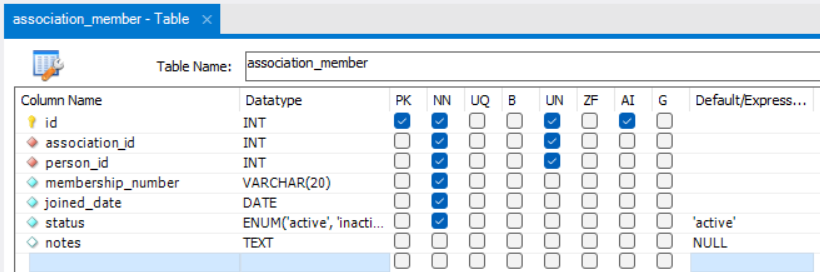 association_member - Table ×
Table Name: association_member
Column Name Datatype PK NN UQ B UN ZF AI G Default/Express...
id INT
association_id INT
person_id INT
membership_number VARCHAR(20)
joined_date DATE
status ENUM('active', 'inacti... 'active'
notes TEXT NULL